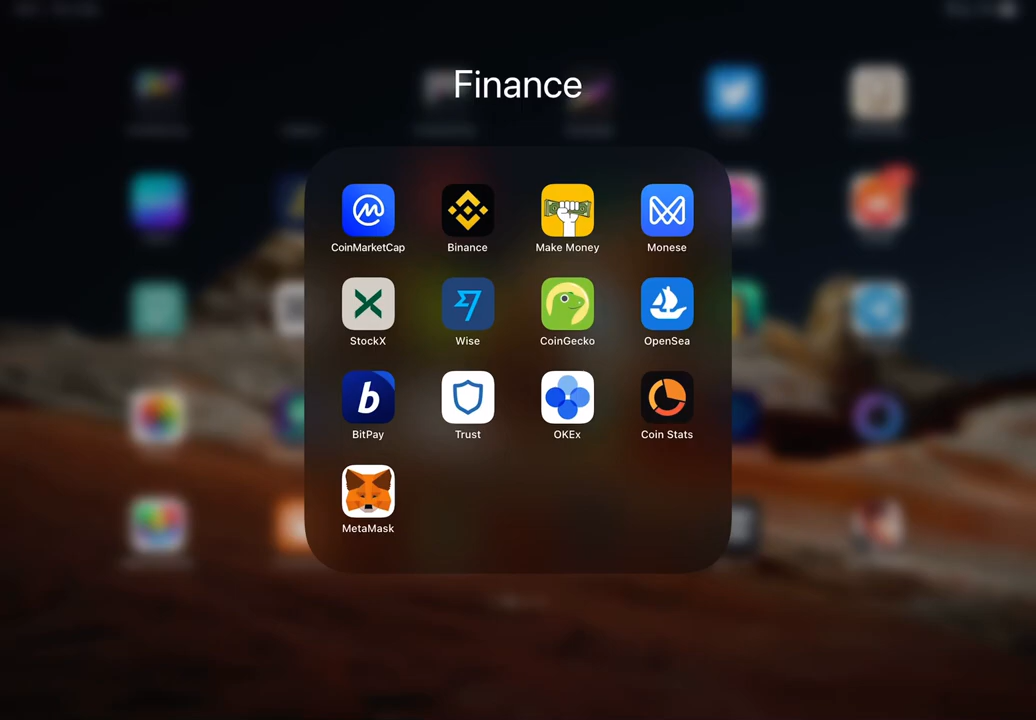 Finance
CoinMarketCap
Binance
Make Money
Monese
StockX
Wise
CoinGecko
OpenSea
BitPay
Trust
OKEx
Coin Stats
MetaMask